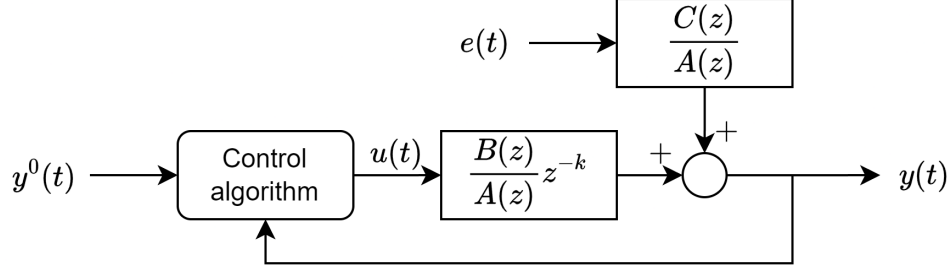 e(t)
C(z)
A(z)
+
y⁰(t)
Control
algorithm
u(t)
B(z)
A(z)
z⁻ᵏ
+
y(t)